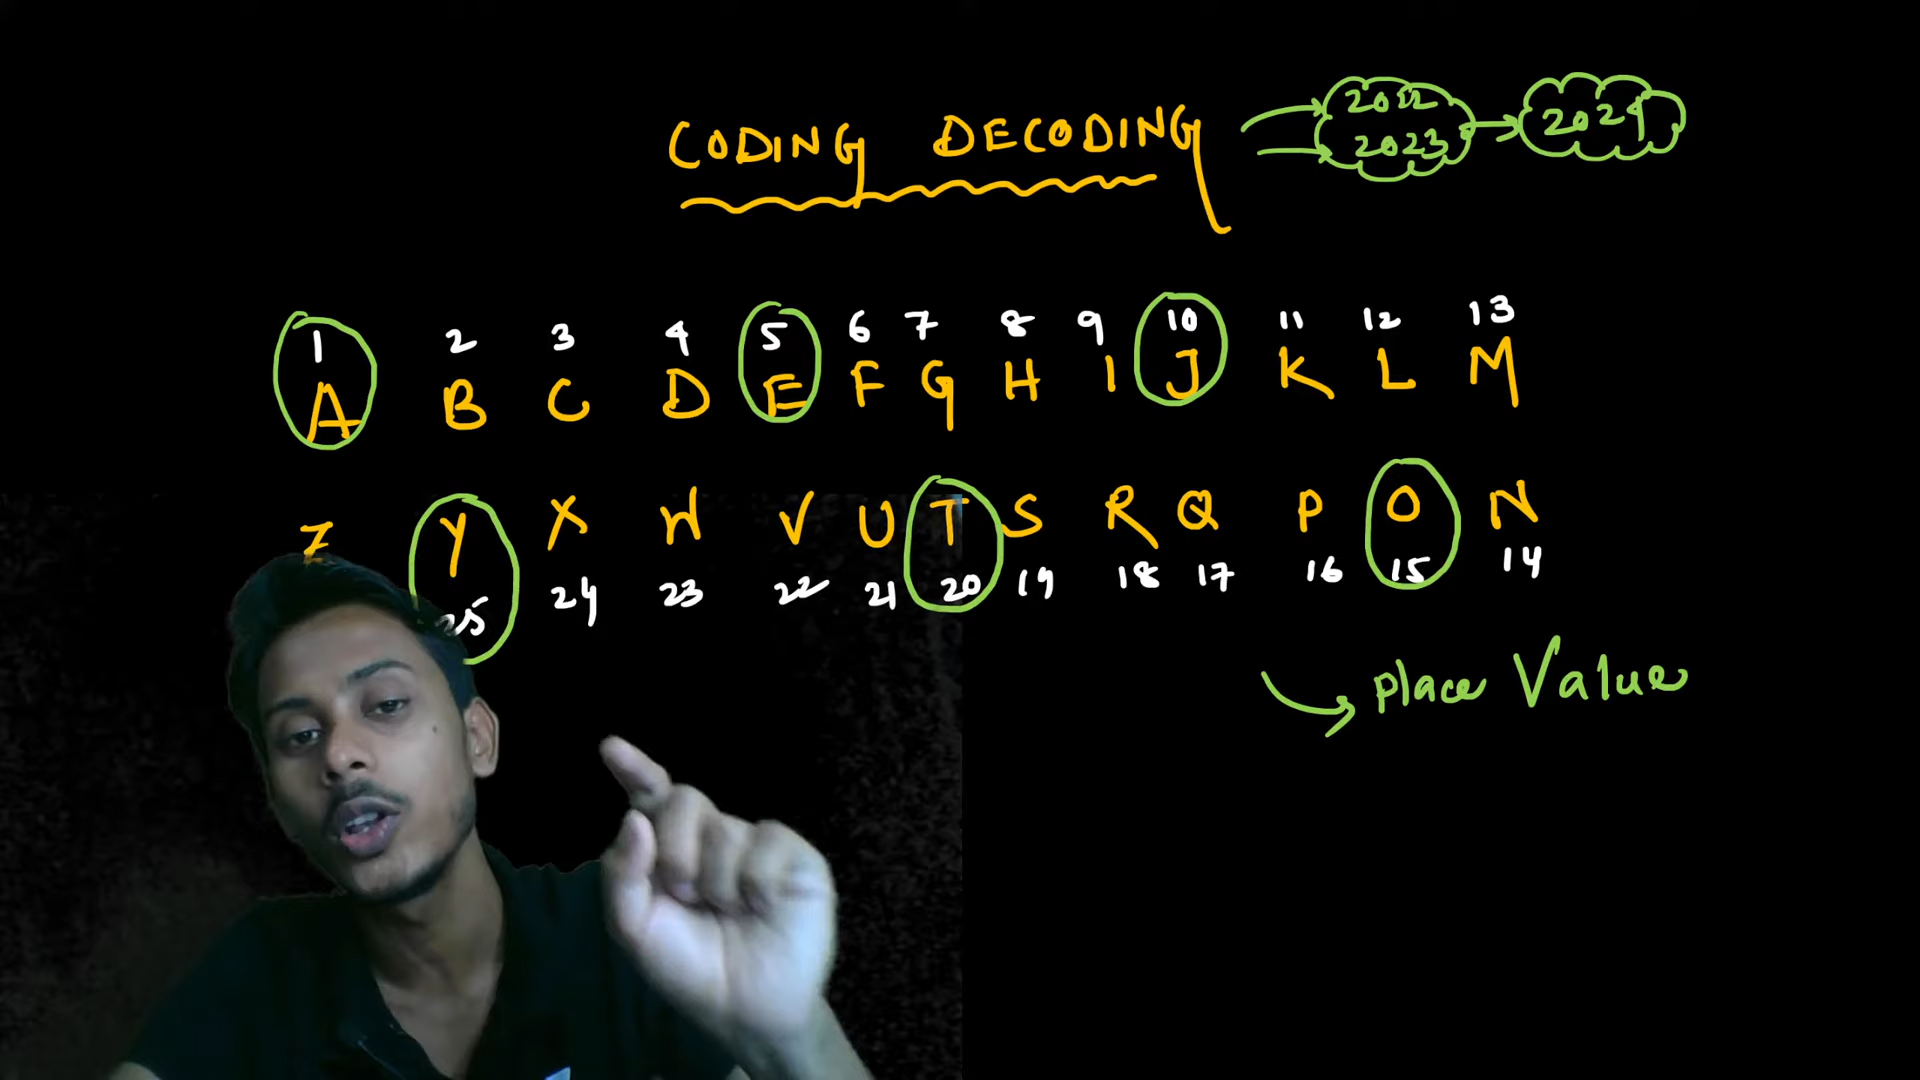 CODING DECODING
2022
2023
2024
1 2 3 4 5 6 7 8 9 10 11 12 13
A B C D E F G H I J K L M
Z Y X W V U T S R Q P O N
25 24 23 22 21 20 19 18 17 16 15 14
Place Value